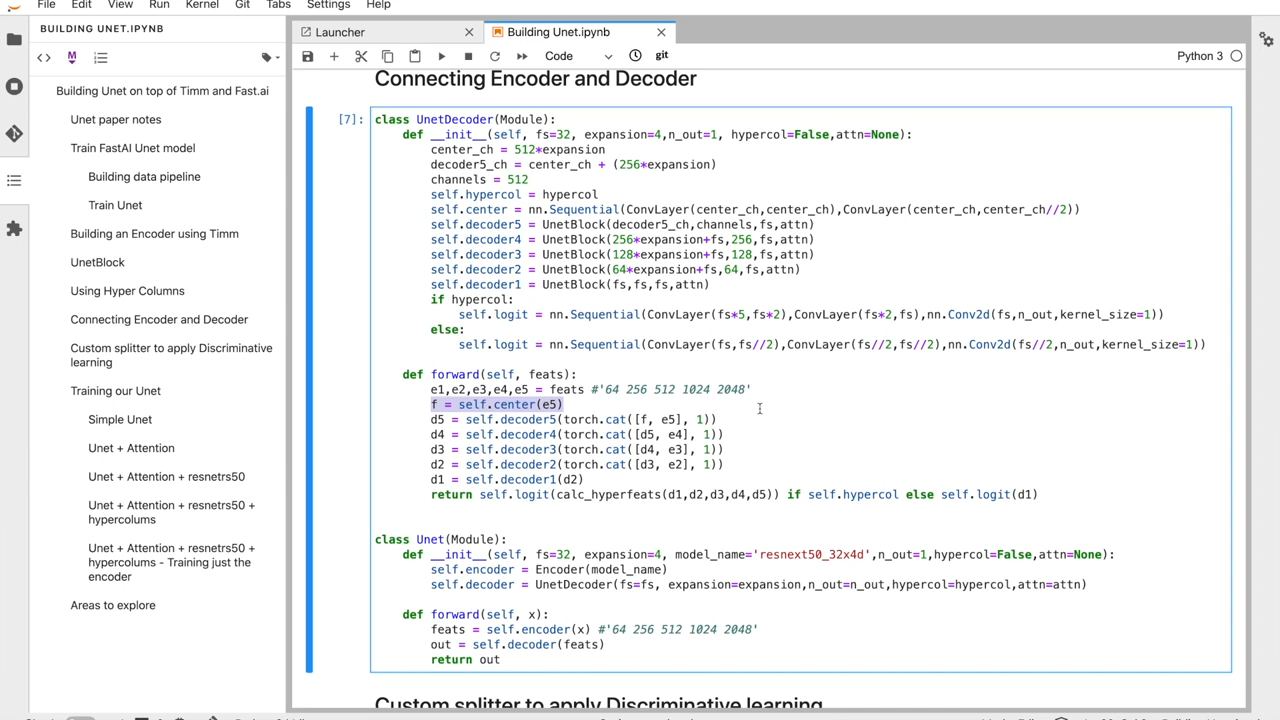 File Edit View Run Kernel Git Tabs Settings Help
BUILDING UNET.IPYNB
Building Unet on top of Timm and Fast.ai
Unet paper notes
Train FastAI Unet model
Building data pipeline
Train Unet
Building an Encoder using Timm
UnetBlock
Using Hyper Columns
Connecting Encoder and Decoder
Custom splitter to apply Discriminative
learning
Training our Unet
Simple Unet
Unet + Attention
Unet + Attention + resnetrs50
Unet + Attention + resnetrs50 +
hypercolums
Unet + Attention + resnetrs50 +
hypercolums - Training just the
encoder
Areas to explore
Launcher
Building Unet.ipynb
Code
git
Python 3
Connecting Encoder and Decoder
[7]:
class UnetDecoder(Module):
    def __init__(self, fs=32, expansion=4,n_out=1, hypercol=False,attn=None):
        center_ch = 512*expansion
        decoder5_ch = center_ch + (256*expansion)
        channels = 512
        self.hypercol = hypercol
        self.center = nn.Sequential(ConvLayer(center_ch,center_ch),ConvLayer(center_ch,center_ch//2))
        self.decoder5 = UnetBlock(decoder5_ch,channels,fs,attn)
        self.decoder4 = UnetBlock(256*expansion+fs,256,fs,attn)
        self.decoder3 = UnetBlock(128*expansion+fs,128,fs,attn)
        self.decoder2 = UnetBlock(64*expansion+fs,64,fs,attn)
        self.decoder1 = UnetBlock(fs,fs,fs,attn)
        if hypercol:
            self.logit = nn.Sequential(ConvLayer(fs*5,fs*2),ConvLayer(fs*2,fs),nn.Conv2d(fs,n_out,kernel_size=1))
        else:
            self.logit = nn.Sequential(ConvLayer(fs,fs//2),ConvLayer(fs//2,fs//2),nn.Conv2d(fs//2,n_out,kernel_size=1))
    def forward(self, feats):
        e1,e2,e3,e4,e5 = feats #'64 256 512 1024 2048'
        f = self.center(e5)
        d5 = self.decoder5(torch.cat([f, e5], 1))
        d4 = self.decoder4(torch.cat([d5, e4], 1))
        d3 = self.decoder3(torch.cat([d4, e3], 1))
        d2 = self.decoder2(torch.cat([d3, e2], 1))
        d1 = self.decoder1(d2)
        return self.logit(calc_hyperfeats(d1,d2,d3,d4,d5)) if self.hypercol else self.logit(d1)
class Unet(Module):
    def __init__(self, fs=32, expansion=4, model_name='resnext50_32x4d',n_out=1,hypercol=False,attn=None):
        self.encoder = Encoder(model_name)
        self.decoder = UnetDecoder(fs=fs, expansion=expansion,n_out=n_out,hypercol=hypercol,attn=attn)
    def forward(self, x):
        feats = self.encoder(x) #'64 256 512 1024 2048'
        out = self.decoder(feats)
        return out
Custom splitter to apply Discriminative learning